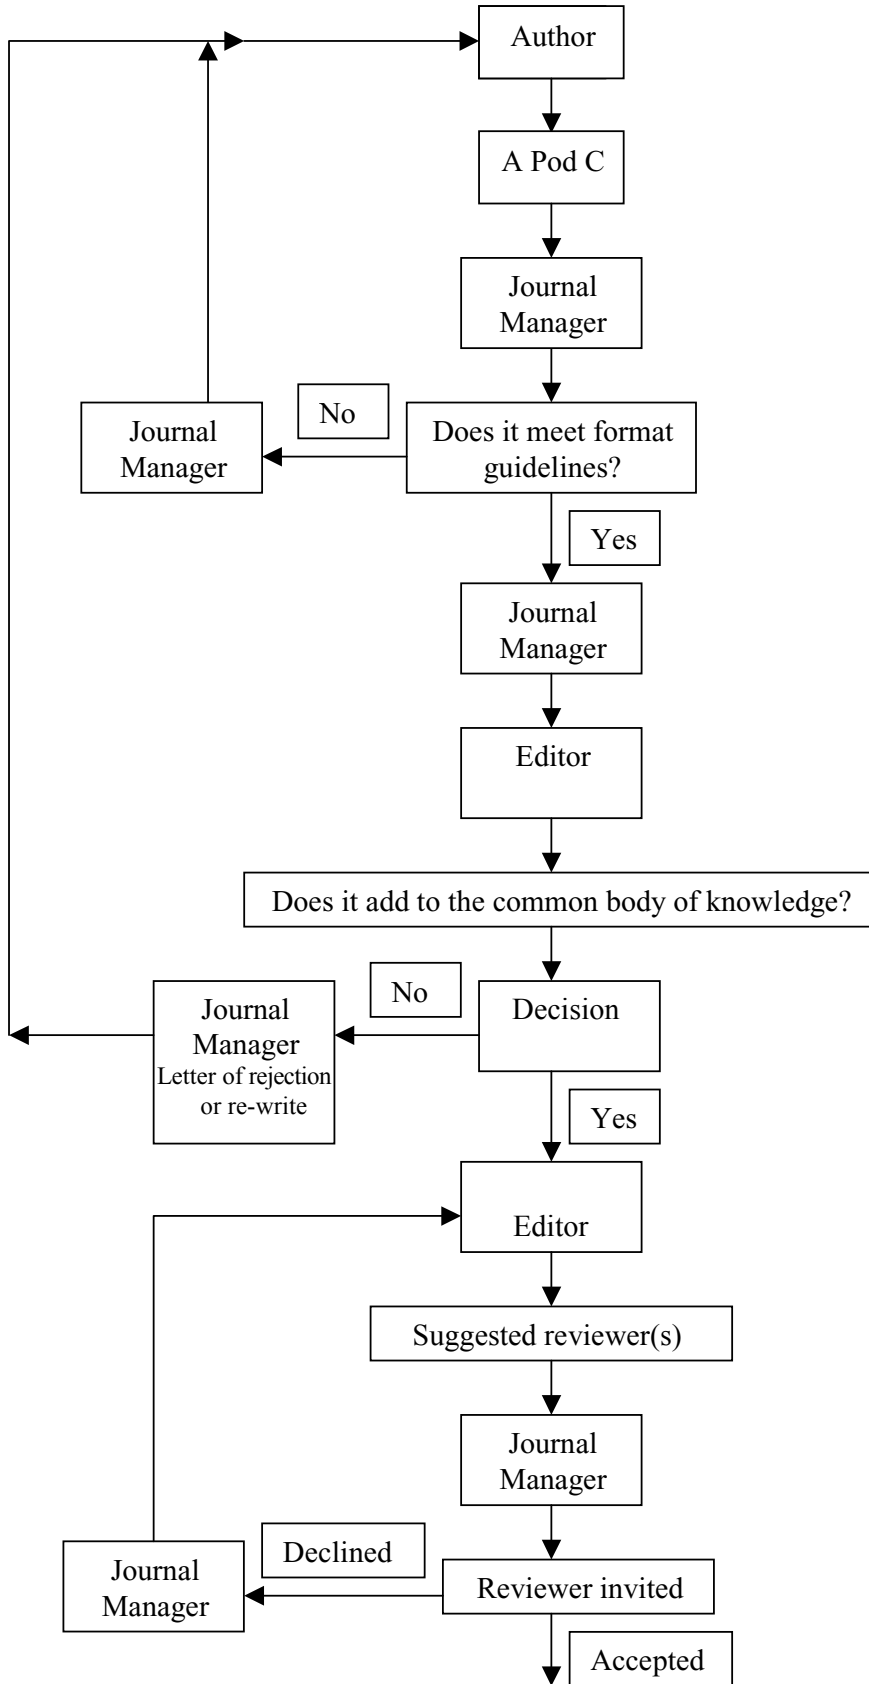 Author
A Pod C
Journal
Manager
No
Journal
Manager
Does it meet format
guidelines?
Yes
Journal
Manager
Editor
Does it add to the common body of knowledge?
No
Journal
Manager
Letter of rejection
or re-write
Decision
Yes
Editor
Suggested reviewer(s)
Journal
Manager
Declined
Journal
Manager
Reviewer invited
Accepted